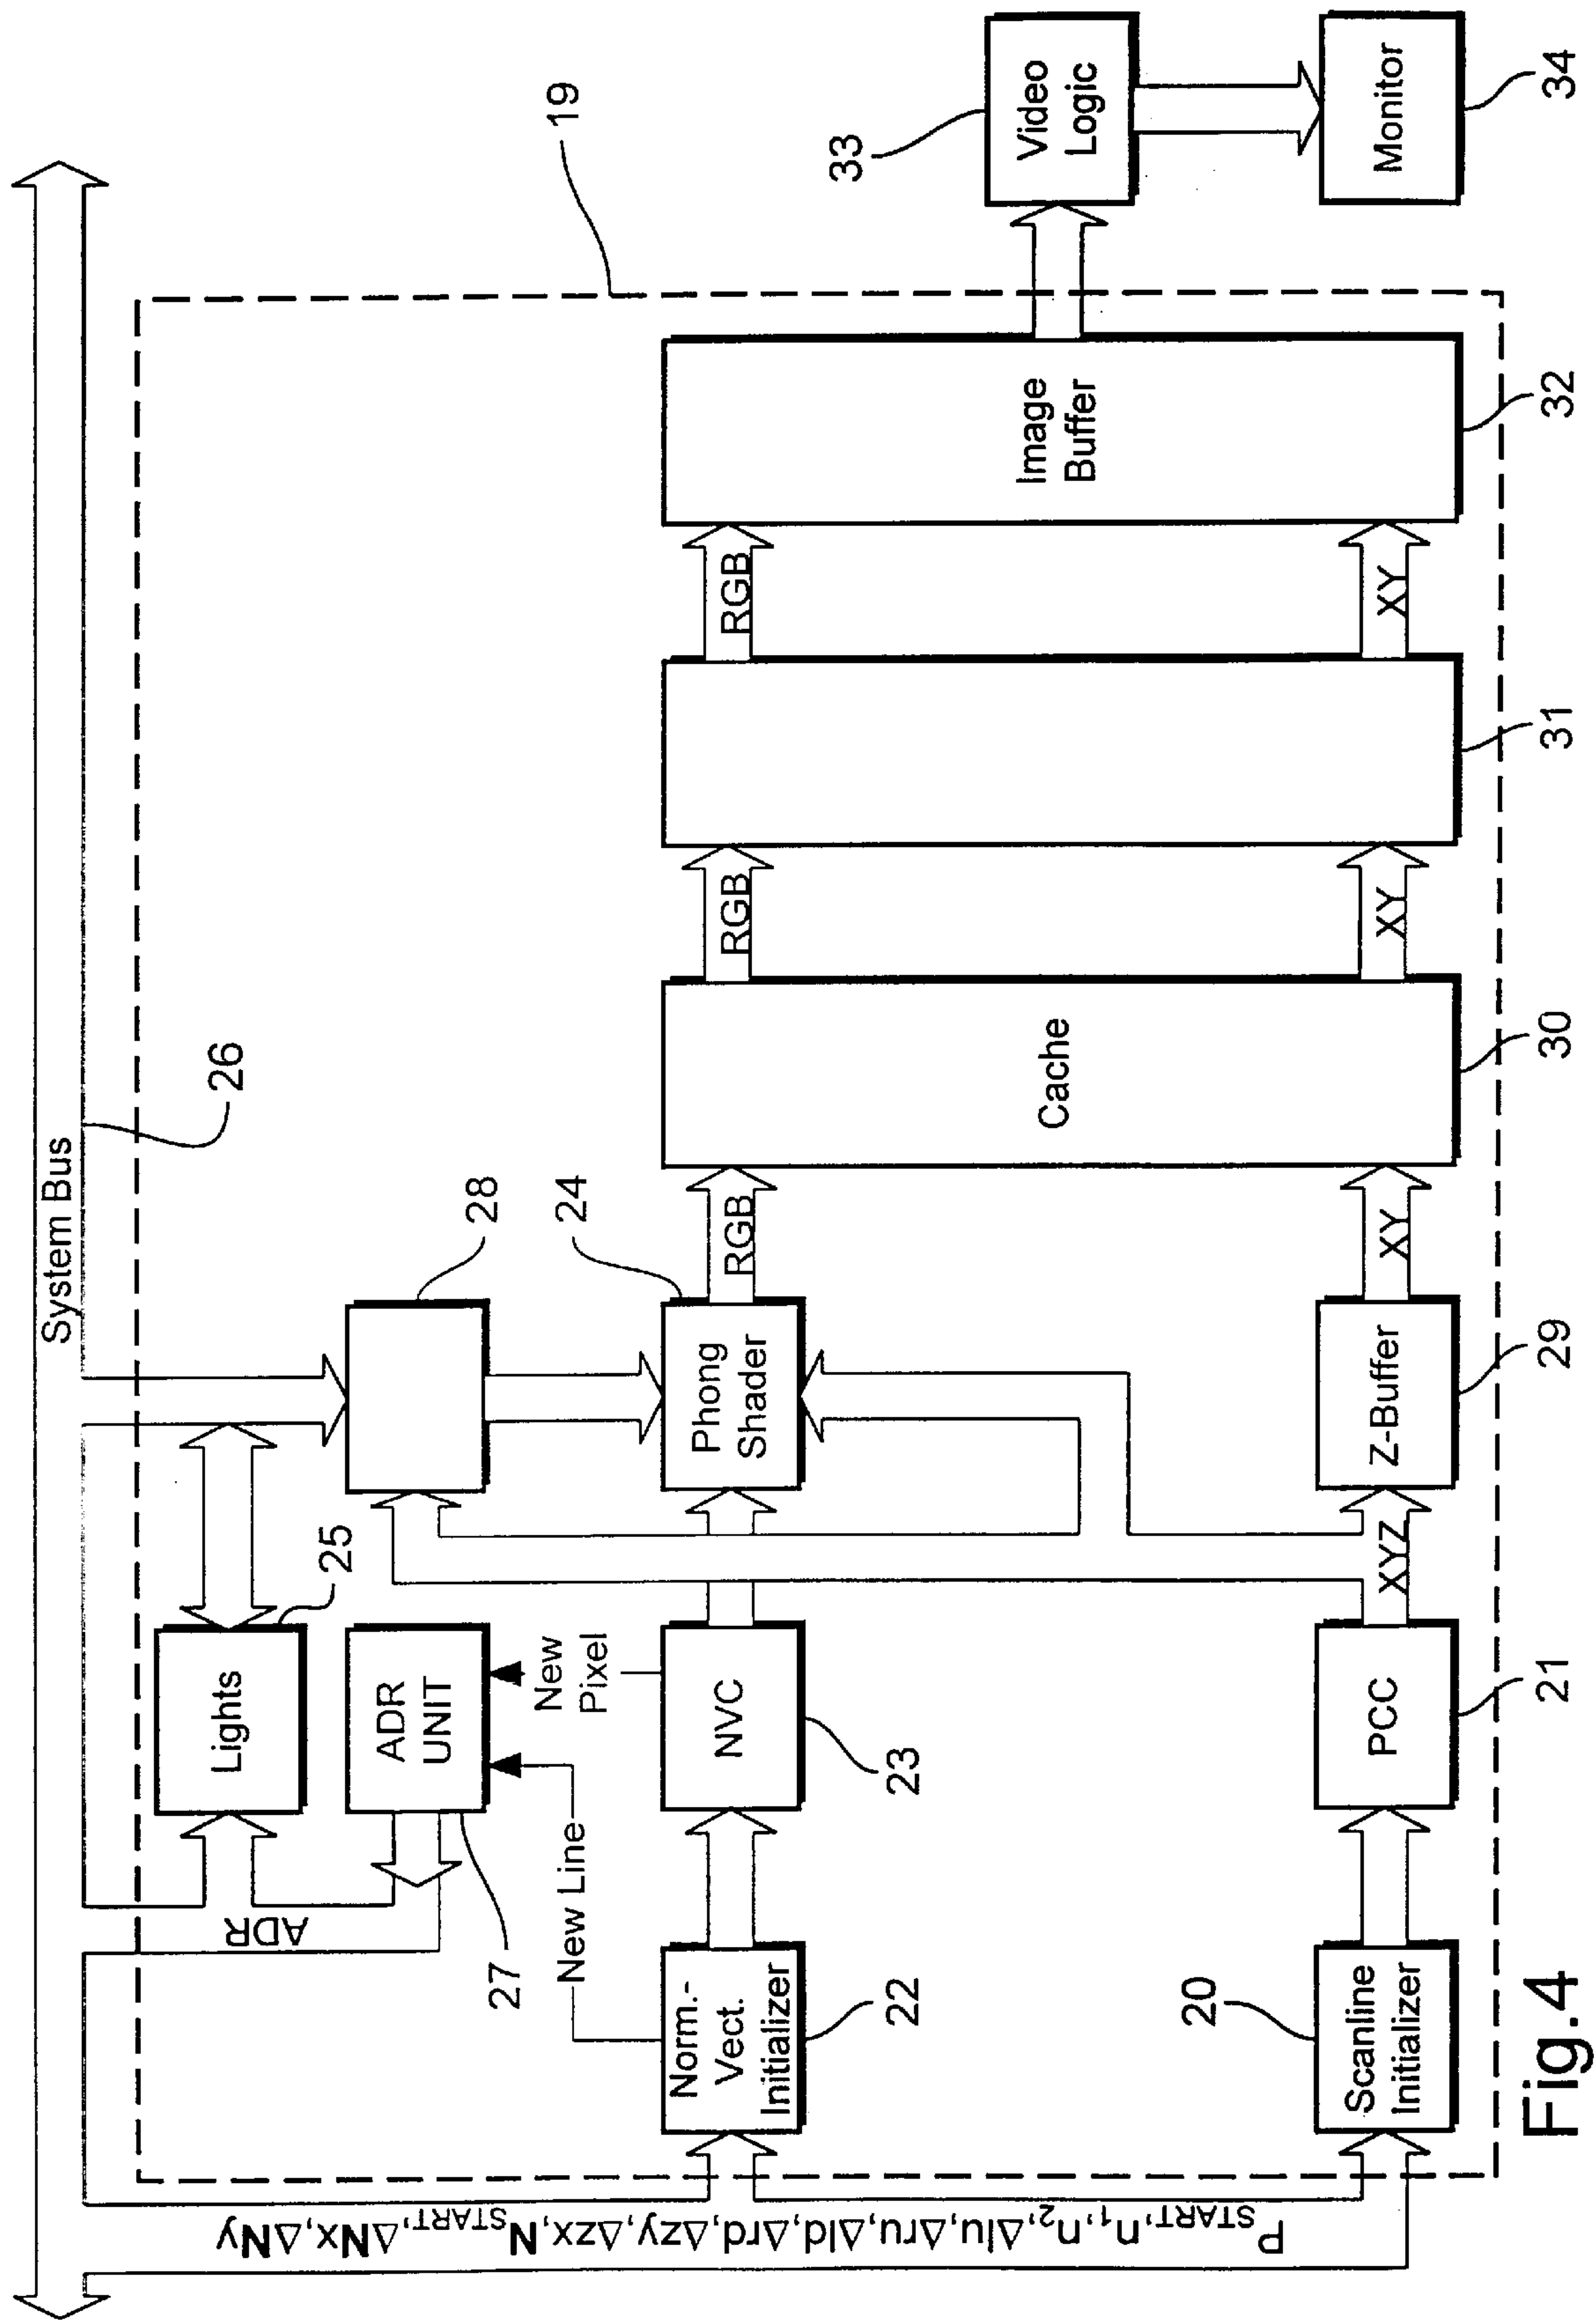 System Bus
26
19
ADR
Lights
25
ADR
UNIT
27
28
New Line
New
Pixel
24
Norm.-
Vect.
Initializer
22
NVC
23
Phong
Shader
RGB
RGB
RGB
Cache
30
31
Image
Buffer
32
Video
Logic
33
Monitor
34
P_START, n₁, n₂, Δlu, Δru, Δld, Δrd, Δzy, Δzx, N_START, ΔNx, ΔNy
20
Scanline
Initializer
PCC
21
XYZ
Z-Buffer
29
XY
XY
XY
Fig.4